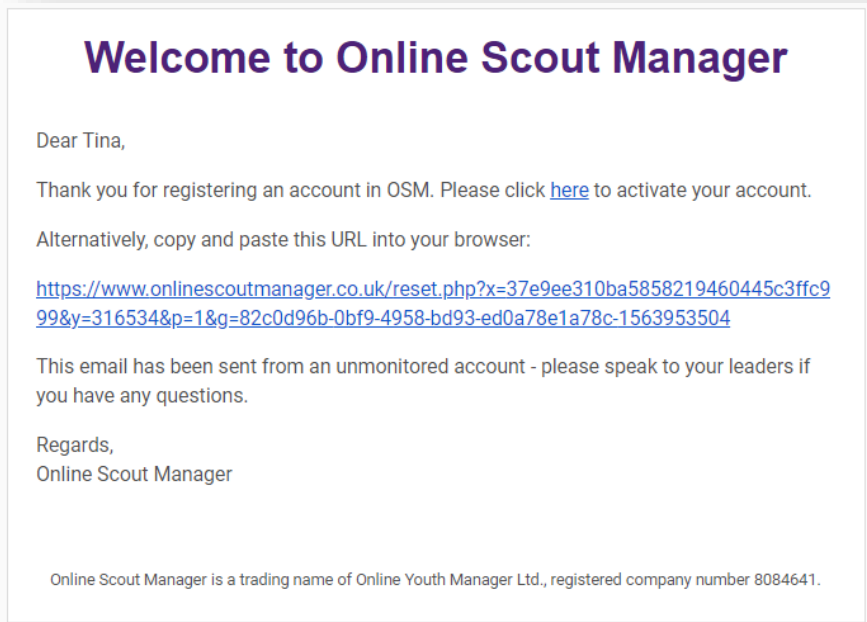 Welcome to Online Scout Manager
Dear Tina,
Thank you for registering an account in OSM. Please click here to activate your account.
Alternatively, copy and paste this URL into your browser:
https://www.onlinescoutmanager.co.uk/reset.php?x=37e9ee310ba5858219460445c3ffc9
99&y=316534&p=1&g=82c0d96b-0bf9-4958-bd93-ed0a78e1a78c-1563953504
This email has been sent from an unmonitored account - please speak to your leaders if
you have any questions.
Regards,
Online Scout Manager
Online Scout Manager is a trading name of Online Youth Manager Ltd., registered company number 8084641.